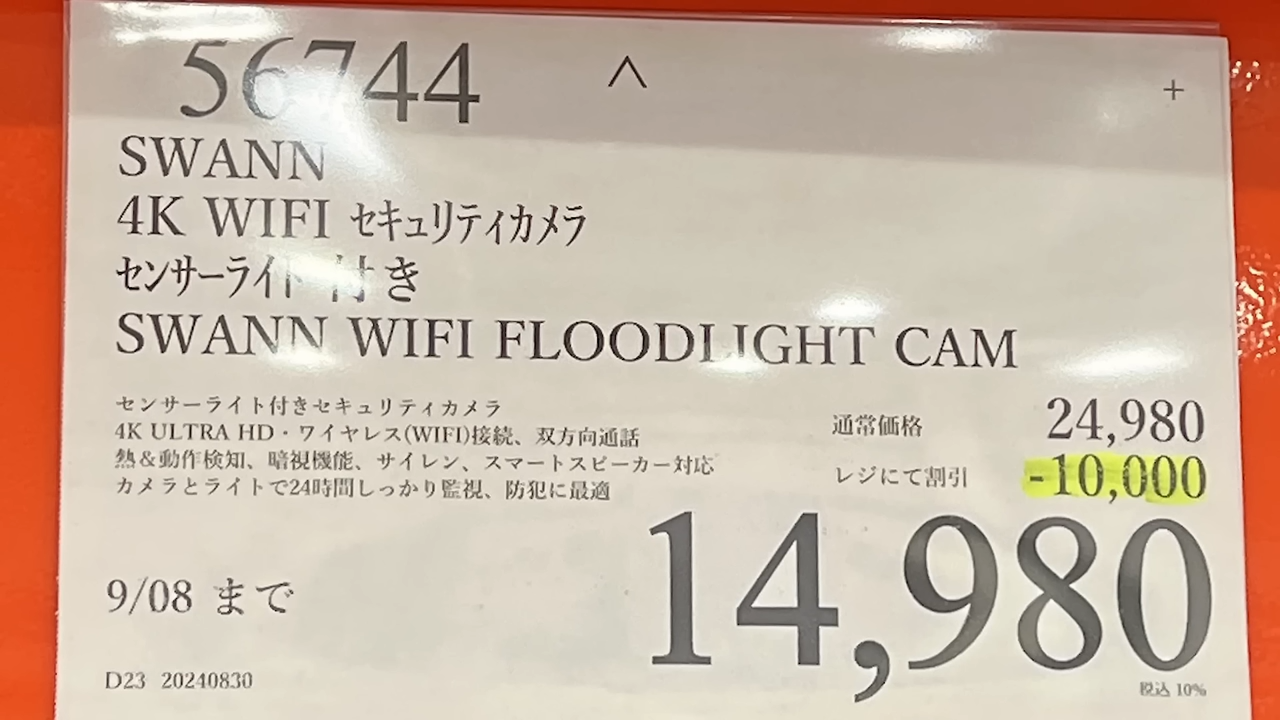 56744 ^ +
SWANN
4K WIFI セキュリティカメラ
センサーライト 付き
SWANN WIFI FLOODLIGHT CAM
センサーライト付きセキュリティカメラ
4K ULTRA HD・ワイヤレス(WIFI)接続、双方向通話
熱＆動作検知、暗視機能、サイレン、スマートスピーカー対応
カメラとライトで24時間しっかり監視、防犯に最適
通常価格 24,980
レジにて割引 -10,000
14,980
9/08 まで
D23 20240830
税込 10%